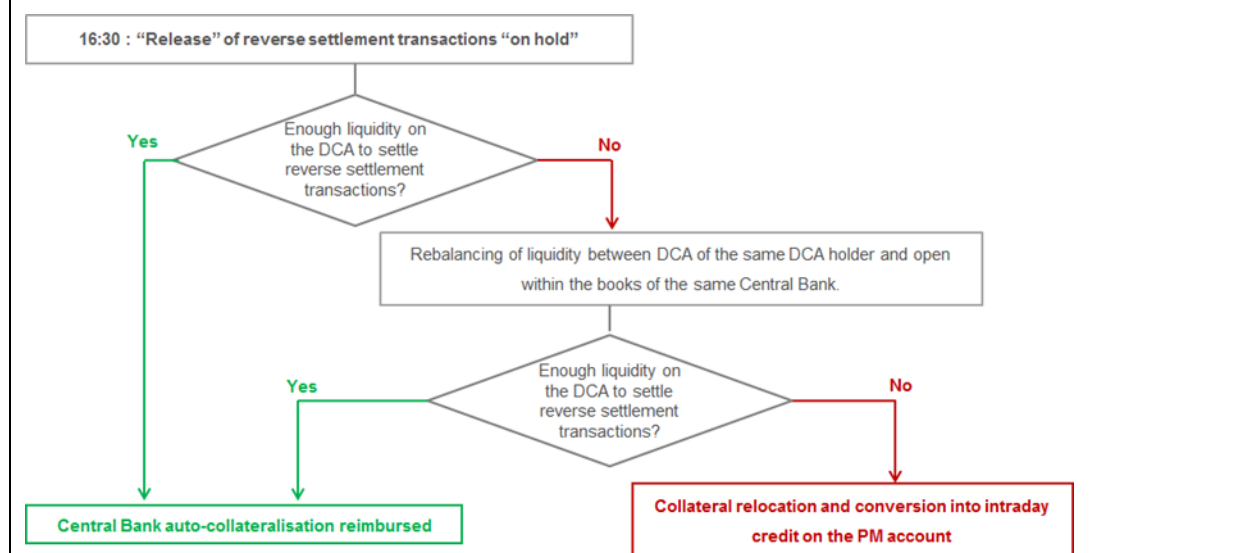 16:30 : “Release” of reverse settlement transactions “on hold”
Enough liquidity on
the DCA to settle
reverse settlement
transactions?
Yes
No
Rebalancing of liquidity between DCA of the same DCA holder and open
within the books of the same Central Bank.
Enough liquidity on
the DCA to settle
reverse settlement
transactions?
Yes
No
Central Bank auto-collateralisation reimbursed
Collateral relocation and conversion into intraday
credit on the PM account